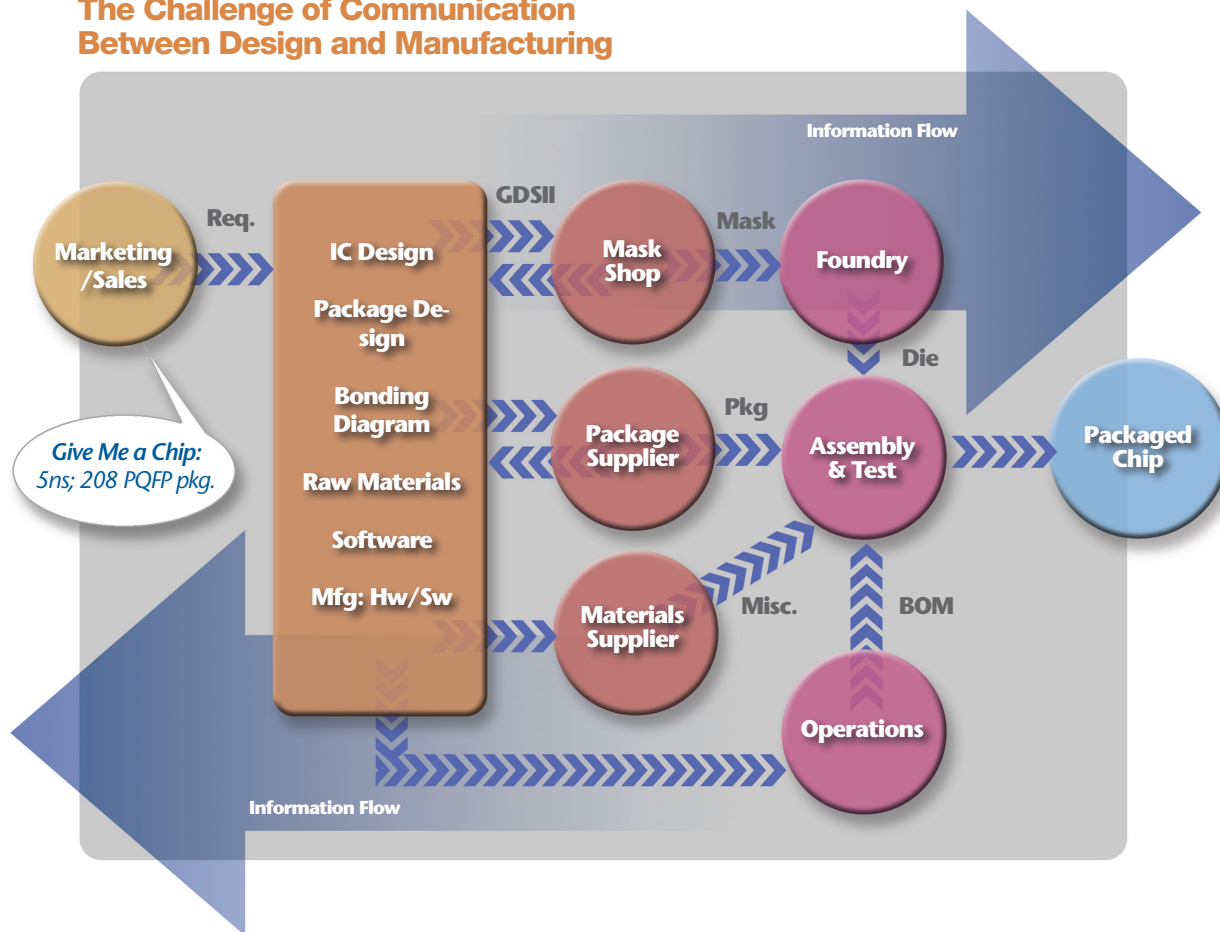 The Challenge of Communication
Between Design and Manufacturing
Information Flow
GDSII
Req.
Mask
Marketing
/Sales
IC Design
Mask
Shop
Foundry
Package De-
sign
Die
Bonding
Diagram
Pkg
Package
Supplier
Assembly
& Test
Packaged
Chip
Give Me a Chip:
5ns; 208 PQFP pkg.
Raw Materials
Software
Mfg: Hw/Sw
Materials
Supplier
Misc.
BOM
Operations
Information Flow